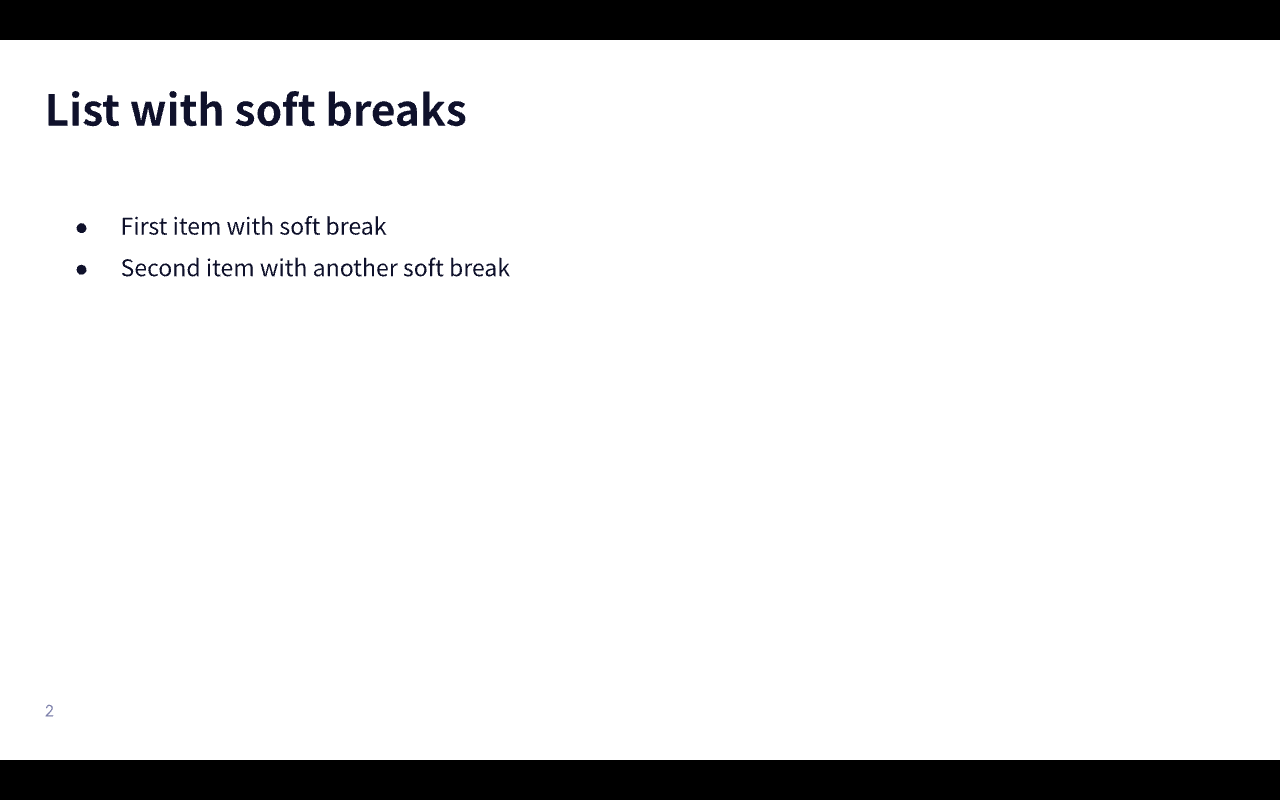 List with soft breaks
● First item with soft break
● Second item with another soft break
2